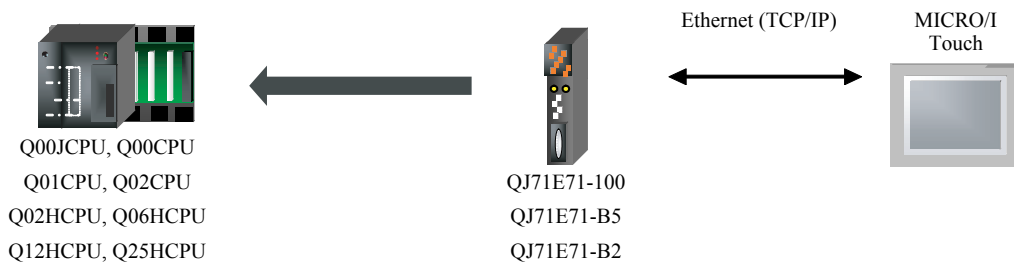 Ethernet (TCP/IP)
MICRO/I
Touch
Q00JCPU, Q00CPU
Q01CPU, Q02CPU
Q02HCPU, Q06HCPU
Q12HCPU, Q25HCPU
QJ71E71-100
QJ71E71-B5
QJ71E71-B2